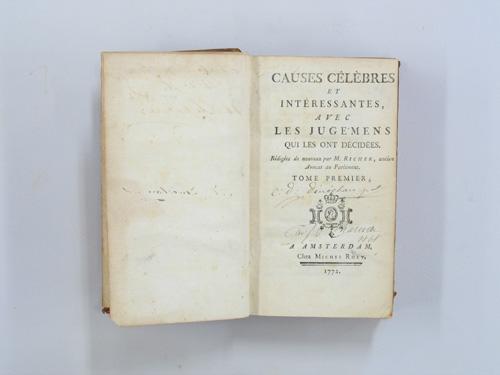 CAUSES CÉLÈBRES
ET
INTÉRESSANTES,
AVEC
LES JUGEMENS
QUI LES ONT DÉCIDÉES.
Rédigées de nouveau par M. RICHER, ancien
Avocat au Parlement.
TOME PREMIER,
A AMSTERDAM,
Chez MICHEL RHEY,
1772.